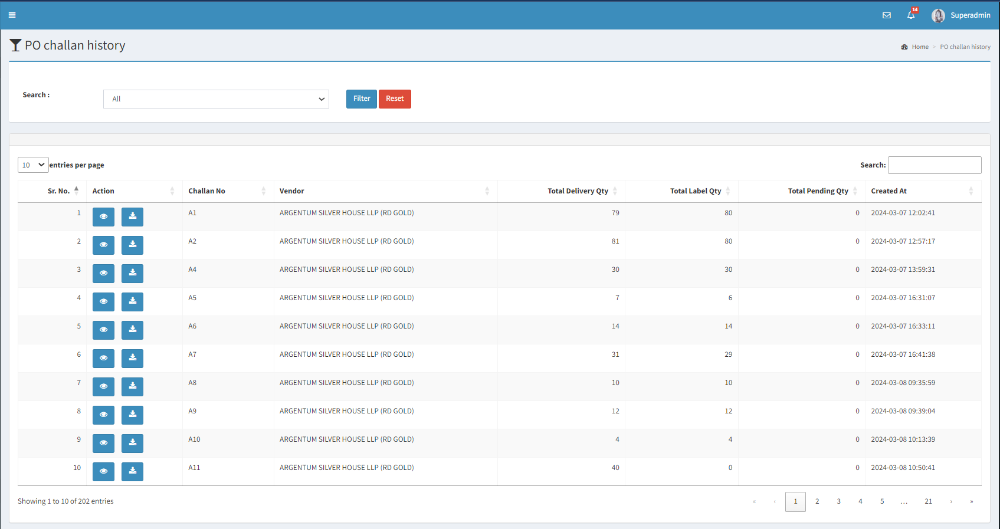 14
Superadmin
PO challan history
Home > PO challan history
Search :
All
Filter
Reset
10 entries per page
Search:
Sr. No. Action Challan No Vendor Total Delivery Qty Total Label Qty Total Pending Qty Created At
1 A1 ARGENTUM SILVER HOUSE LLP (RD GOLD) 79 80 0 2024-03-07 12:02:41
2 A2 ARGENTUM SILVER HOUSE LLP (RD GOLD) 81 80 0 2024-03-07 12:57:17
3 A4 ARGENTUM SILVER HOUSE LLP (RD GOLD) 30 30 0 2024-03-07 13:59:31
4 A5 ARGENTUM SILVER HOUSE LLP (RD GOLD) 7 6 0 2024-03-07 16:31:07
5 A6 ARGENTUM SILVER HOUSE LLP (RD GOLD) 14 14 0 2024-03-07 16:33:11
6 A7 ARGENTUM SILVER HOUSE LLP (RD GOLD) 31 29 0 2024-03-07 16:41:38
7 A8 ARGENTUM SILVER HOUSE LLP (RD GOLD) 10 10 0 2024-03-08 09:35:59
8 A9 ARGENTUM SILVER HOUSE LLP (RD GOLD) 12 12 0 2024-03-08 09:39:04
9 A10 ARGENTUM SILVER HOUSE LLP (RD GOLD) 4 4 0 2024-03-08 10:13:39
10 A11 ARGENTUM SILVER HOUSE LLP (RD GOLD) 40 0 0 2024-03-08 10:50:41
Showing 1 to 10 of 202 entries
« ‹ 1 2 3 4 5 … 21 › »